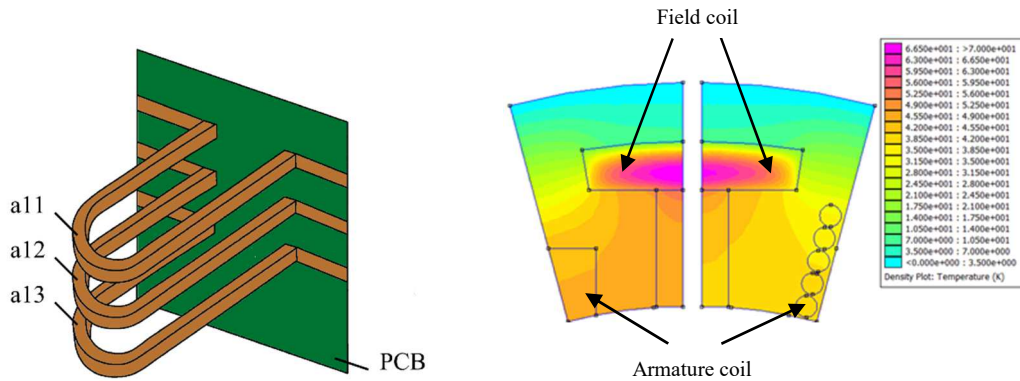 a11
a12
a13
PCB
Field coil
Armature coil
6.650e+001 : >7.000e+001
6.300e+001 : 6.650e+001
5.950e+001 : 6.300e+001
5.600e+001 : 5.950e+001
5.250e+001 : 5.600e+001
4.900e+001 : 5.250e+001
4.550e+001 : 4.900e+001
4.200e+001 : 4.550e+001
3.850e+001 : 4.200e+001
3.500e+001 : 3.850e+001
3.150e+001 : 3.500e+001
2.800e+001 : 3.150e+001
2.450e+001 : 2.800e+001
2.100e+001 : 2.450e+001
1.750e+001 : 2.100e+001
1.400e+001 : 1.750e+001
1.050e+001 : 1.400e+001
7.000e+000 : 1.050e+001
3.500e+000 : 7.000e+000
<0.000e+000 : 3.500e+000
Density Plot: Temperature (K)